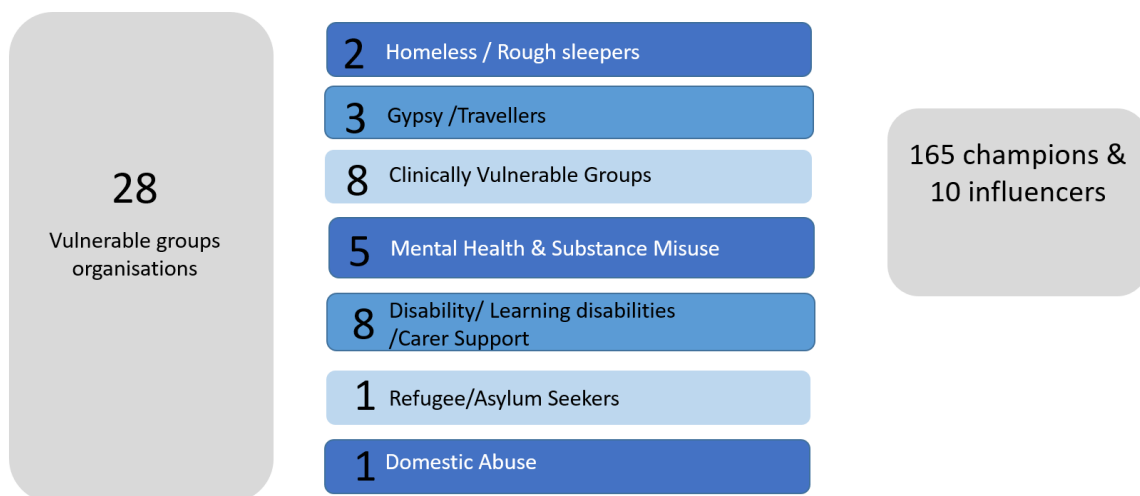 28
Vulnerable groups
organisations
2 Homeless / Rough sleepers
3 Gypsy /Travellers
8 Clinically Vulnerable Groups
5 Mental Health & Substance Misuse
8 Disability/ Learning disabilities
/Carer Support
1 Refugee/Asylum Seekers
1 Domestic Abuse
165 champions &
10 influencers